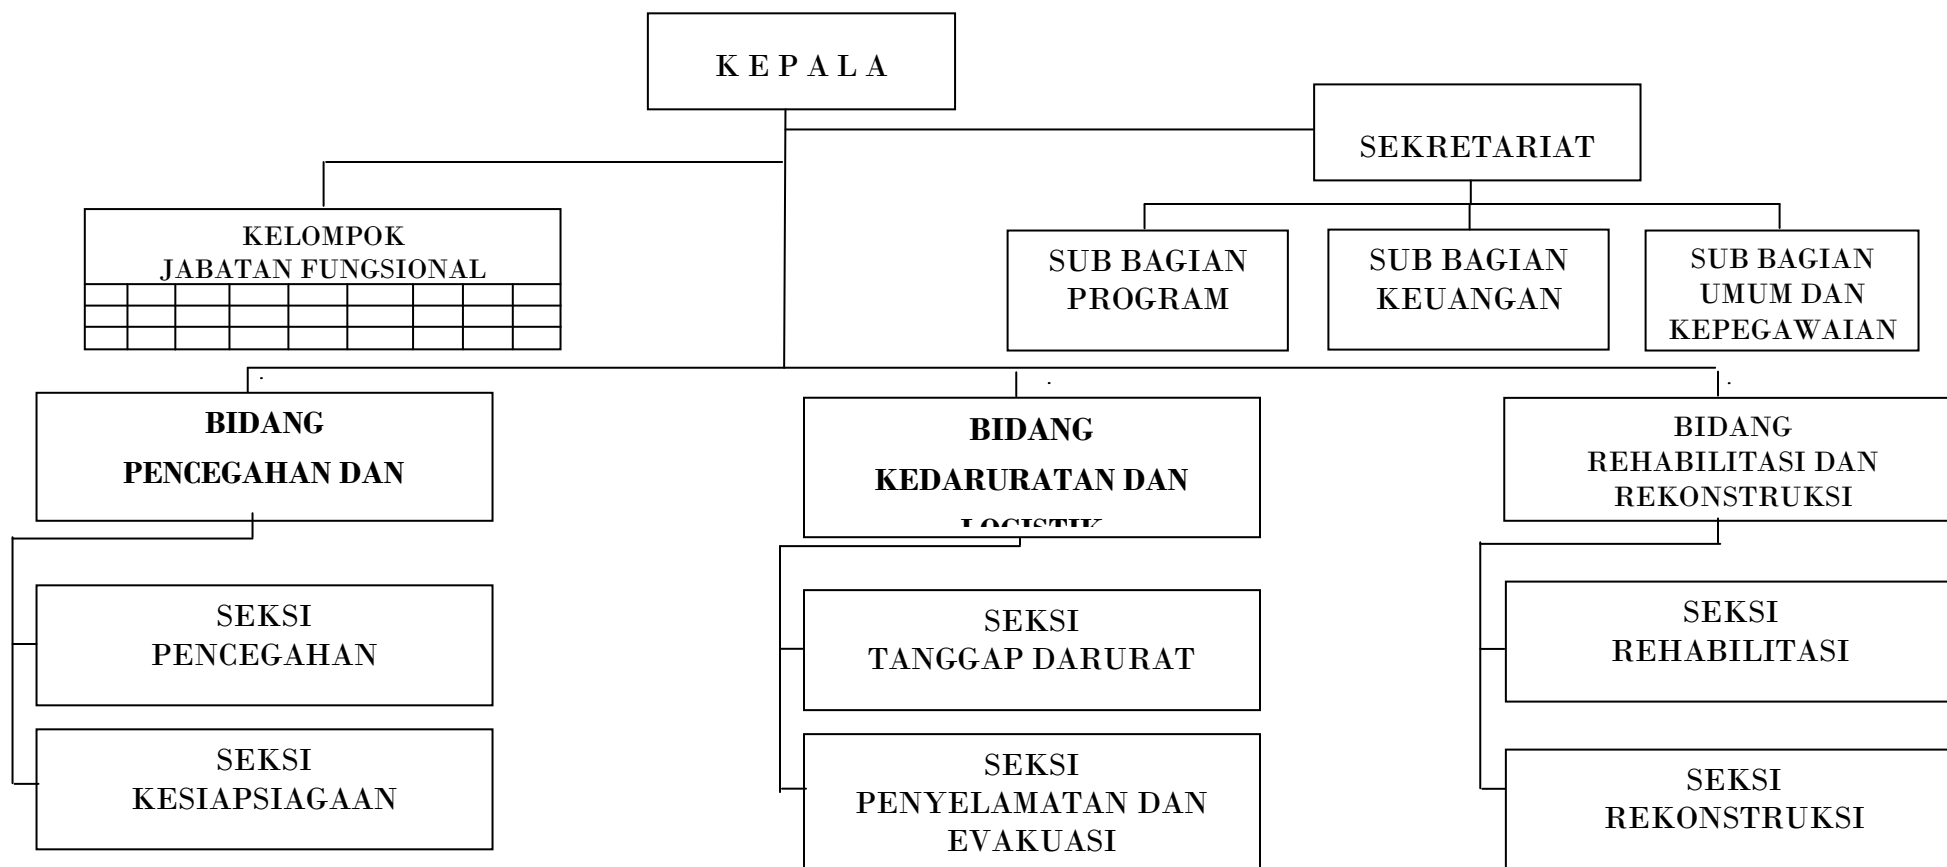 K E P A L A
SEKRETARIAT
KELOMPOK
JABATAN FUNGSIONAL
SUB BAGIAN
PROGRAM
SUB BAGIAN
KEUANGAN
SUB BAGIAN
UMUM DAN
KEPEGAWAIAN
BIDANG
PENCEGAHAN DAN
BIDANG
KEDARURATAN DAN
LOGISTIK
BIDANG
REHABILITASI DAN
REKONSTRUKSI
SEKSI
PENCEGAHAN
SEKSI
TANGGAP DARURAT
SEKSI
REHABILITASI
SEKSI
KESIAPSIAGAAN
SEKSI
PENYELAMATAN DAN
EVAKUASI
SEKSI
REKONSTRUKSI